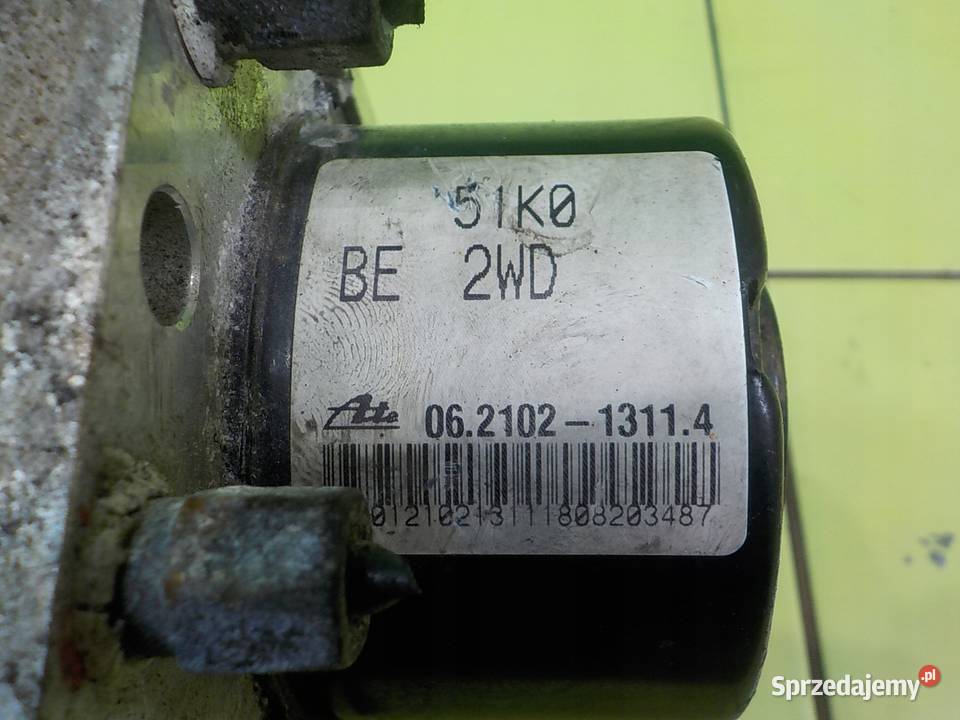 51K0
BE 2WD
Ate 06.2102-1311.4
01210213111808203487
Sprzedajemy.pl